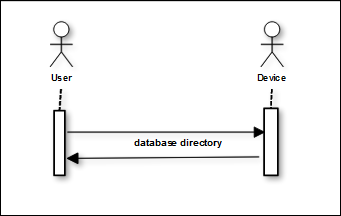 User
Device
database directory